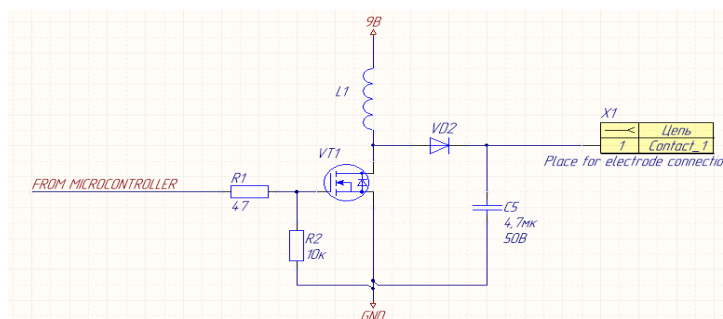 9В
L1
X1
VD2
Цепь
1 Contact_1
VT1
Place for electrode connectio
FROM MICROCONTROLLER
R1
47
C5
4,7мк
50В
R2
10к
GND